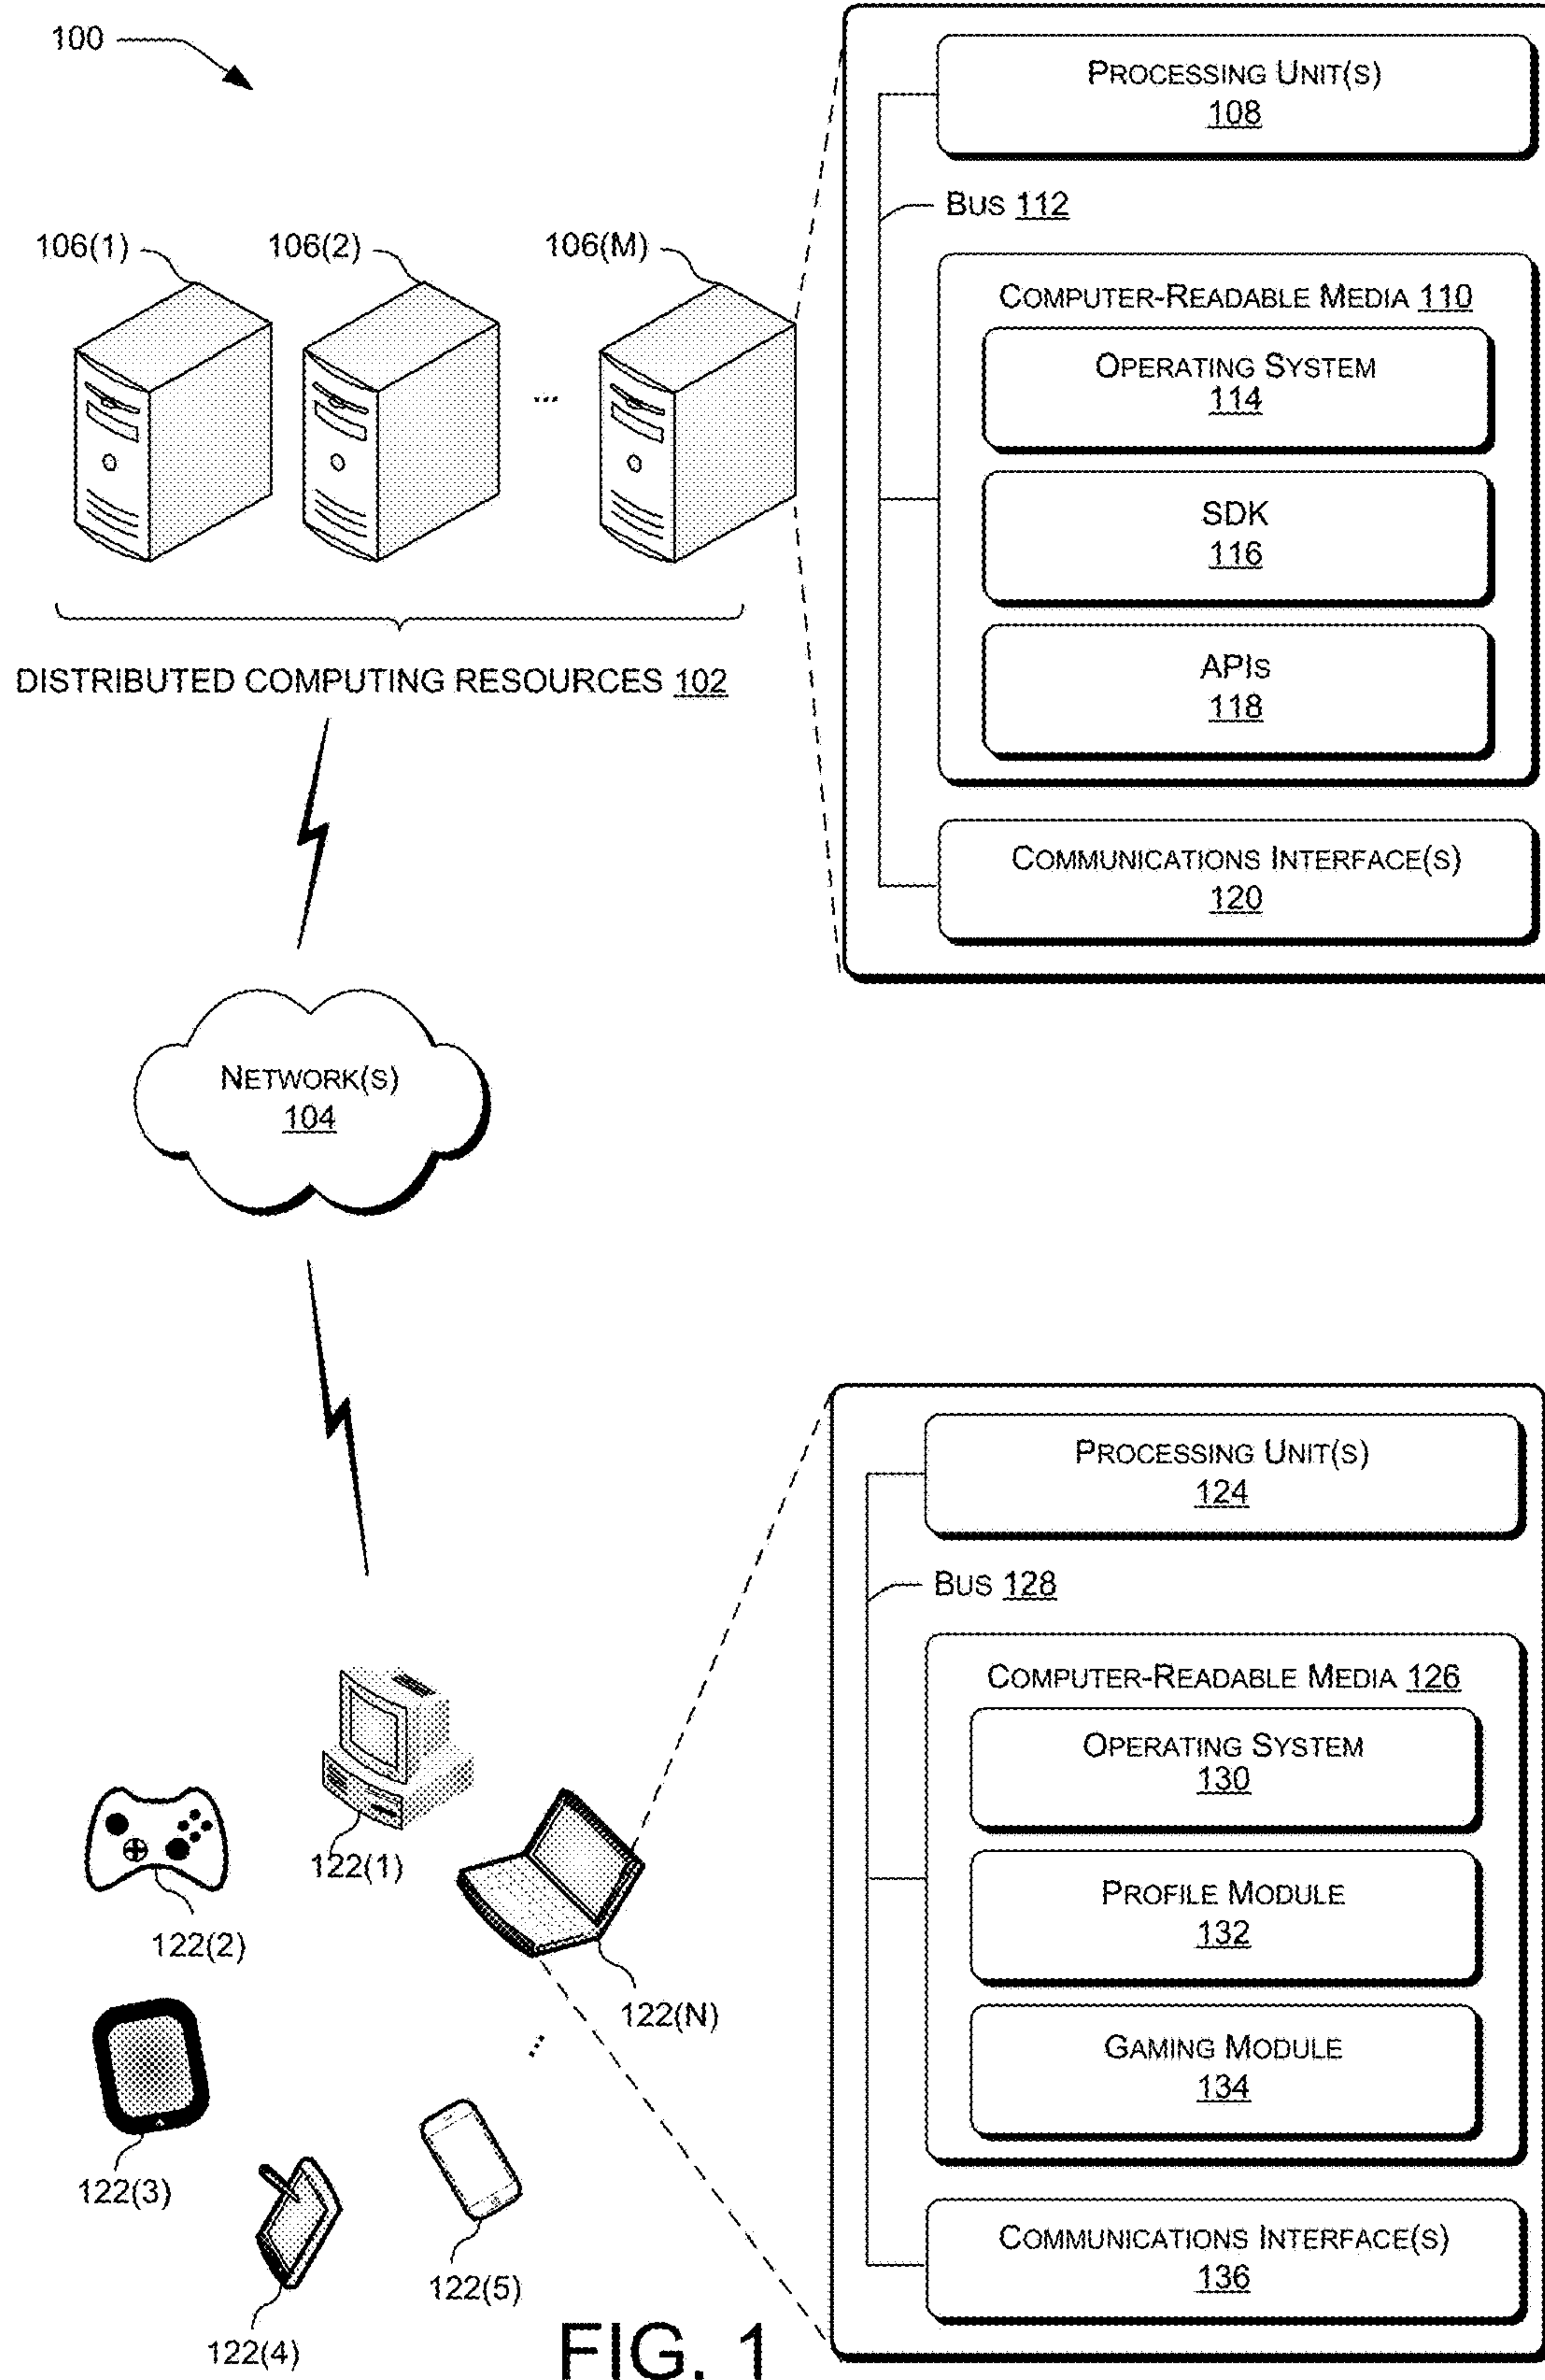 100
106(1)
106(2)
106(M)
...
DISTRIBUTED COMPUTING RESOURCES 102
PROCESSING UNIT(S)
108
BUS 112
COMPUTER-READABLE MEDIA 110
OPERATING SYSTEM
114
SDK
116
APIS
118
COMMUNICATIONS INTERFACE(S)
120
NETWORK(S)
104
122(1)
122(2)
122(N)
...
122(3)
122(5)
122(4)
PROCESSING UNIT(S)
124
BUS 128
COMPUTER-READABLE MEDIA 126
OPERATING SYSTEM
130
PROFILE MODULE
132
GAMING MODULE
134
COMMUNICATIONS INTERFACE(S)
136
FIG. 1